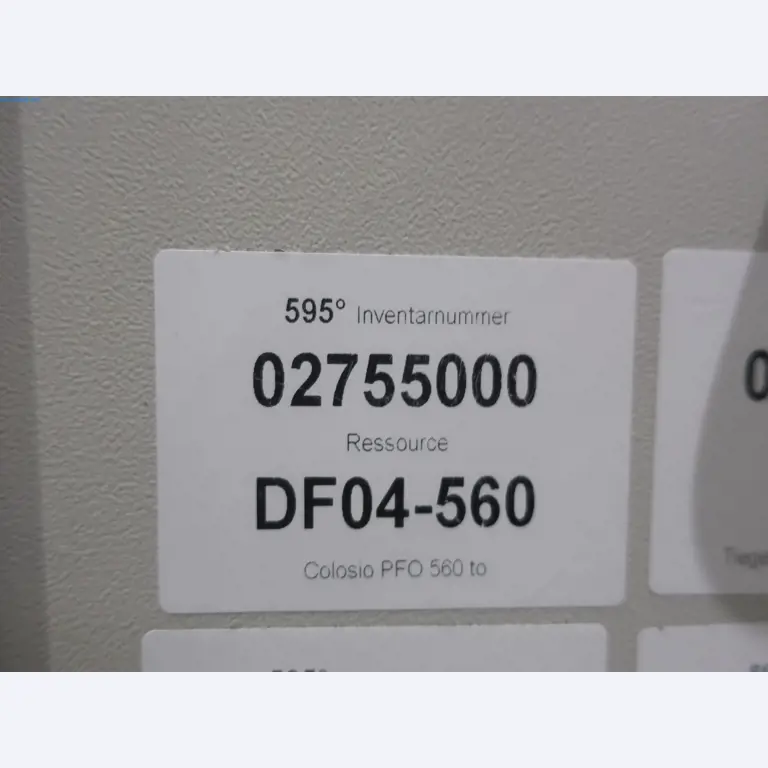 595° Inventarnummer
02755000
Ressource
DF04-560
Colosio PFO 560 to